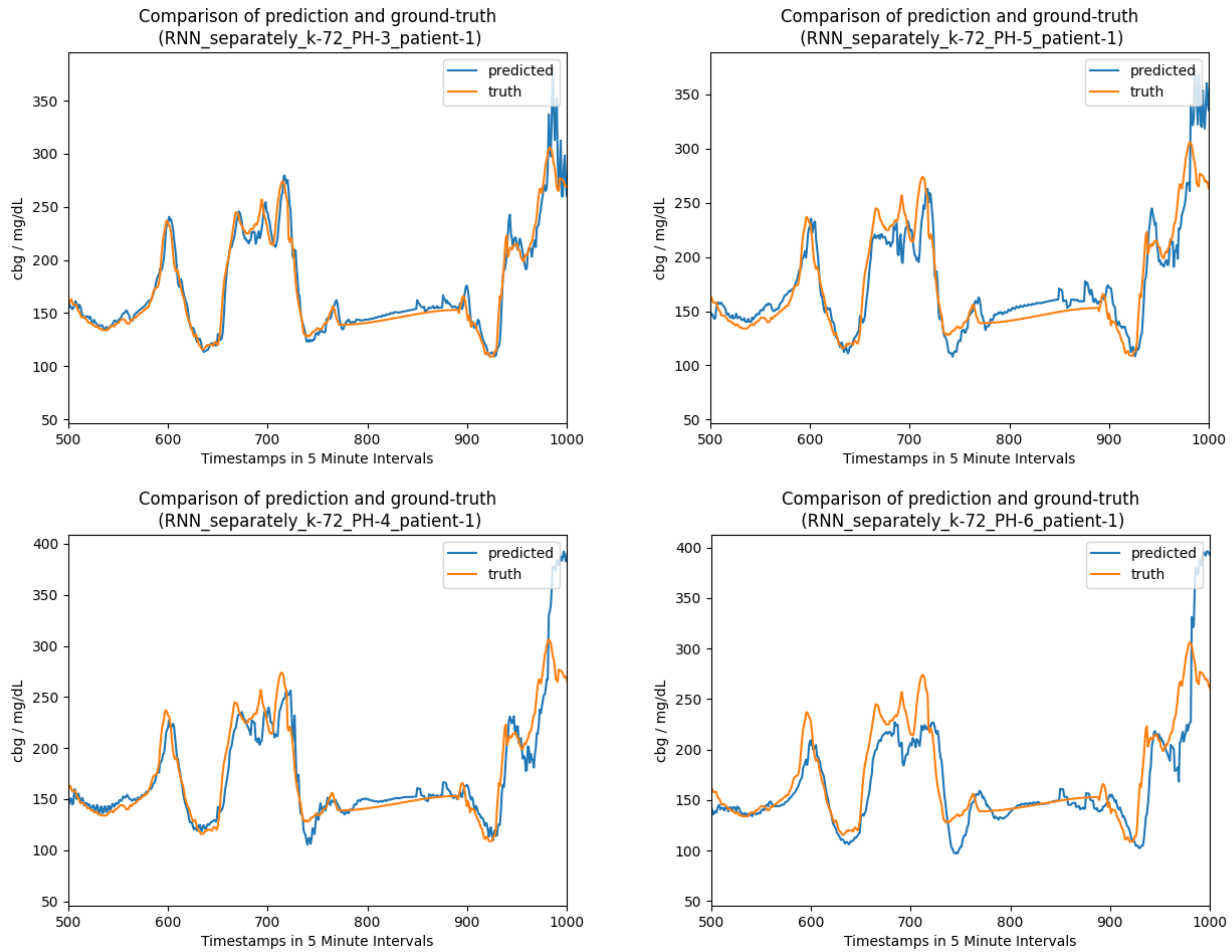 Comparison of prediction and ground-truth
(RNN_separately_k-72_PH-3_patient-1)
predicted
truth
cbg / mg/dL
350
300
250
200
150
100
50
500 600 700 800 900 1000
Timestamps in 5 Minute Intervals
Comparison of prediction and ground-truth
(RNN_separately_k-72_PH-5_patient-1)
predicted
truth
cbg / mg/dL
350
300
250
200
150
100
50
500 600 700 800 900 1000
Timestamps in 5 Minute Intervals
Comparison of prediction and ground-truth
(RNN_separately_k-72_PH-4_patient-1)
predicted
truth
cbg / mg/dL
400
350
300
250
200
150
100
50
500 600 700 800 900 1000
Timestamps in 5 Minute Intervals
Comparison of prediction and ground-truth
(RNN_separately_k-72_PH-6_patient-1)
predicted
truth
cbg / mg/dL
400
350
300
250
200
150
100
50
500 600 700 800 900 1000
Timestamps in 5 Minute Intervals